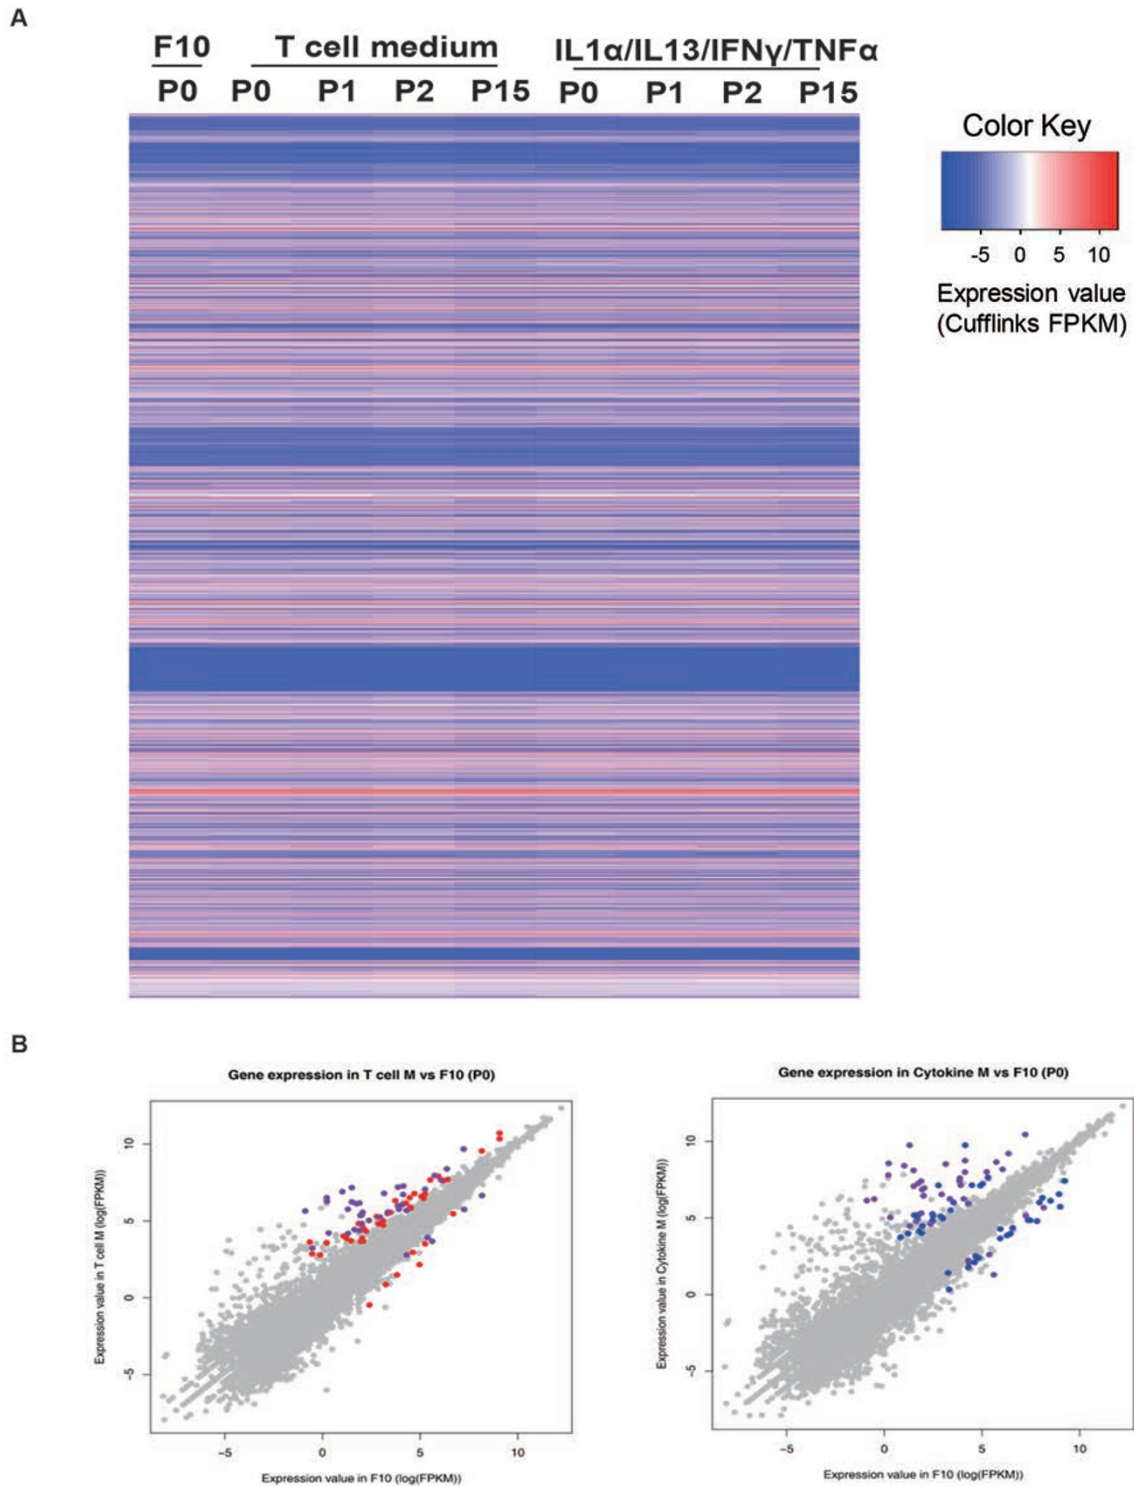 A
F10 T cell medium IL1α/IL13/IFNγ/TNFα
P0 P0 P1 P2 P15 P0 P1 P2 P15
Color Key
-5 0 5 10
Expression value
(Cufflinks FPKM)
B
Gene expression in T cell M vs F10 (P0)
Expression value in T cell M (log(FPKM))
10
5
0
-5
-5 0 5 10
Expression value in F10 (log(FPKM))
Gene expression in Cytokine M vs F10 (P0)
Expression value in Cytokine M (log(FPKM))
10
5
0
-5
-5 0 5 10
Expression value in F10 (log(FPKM))